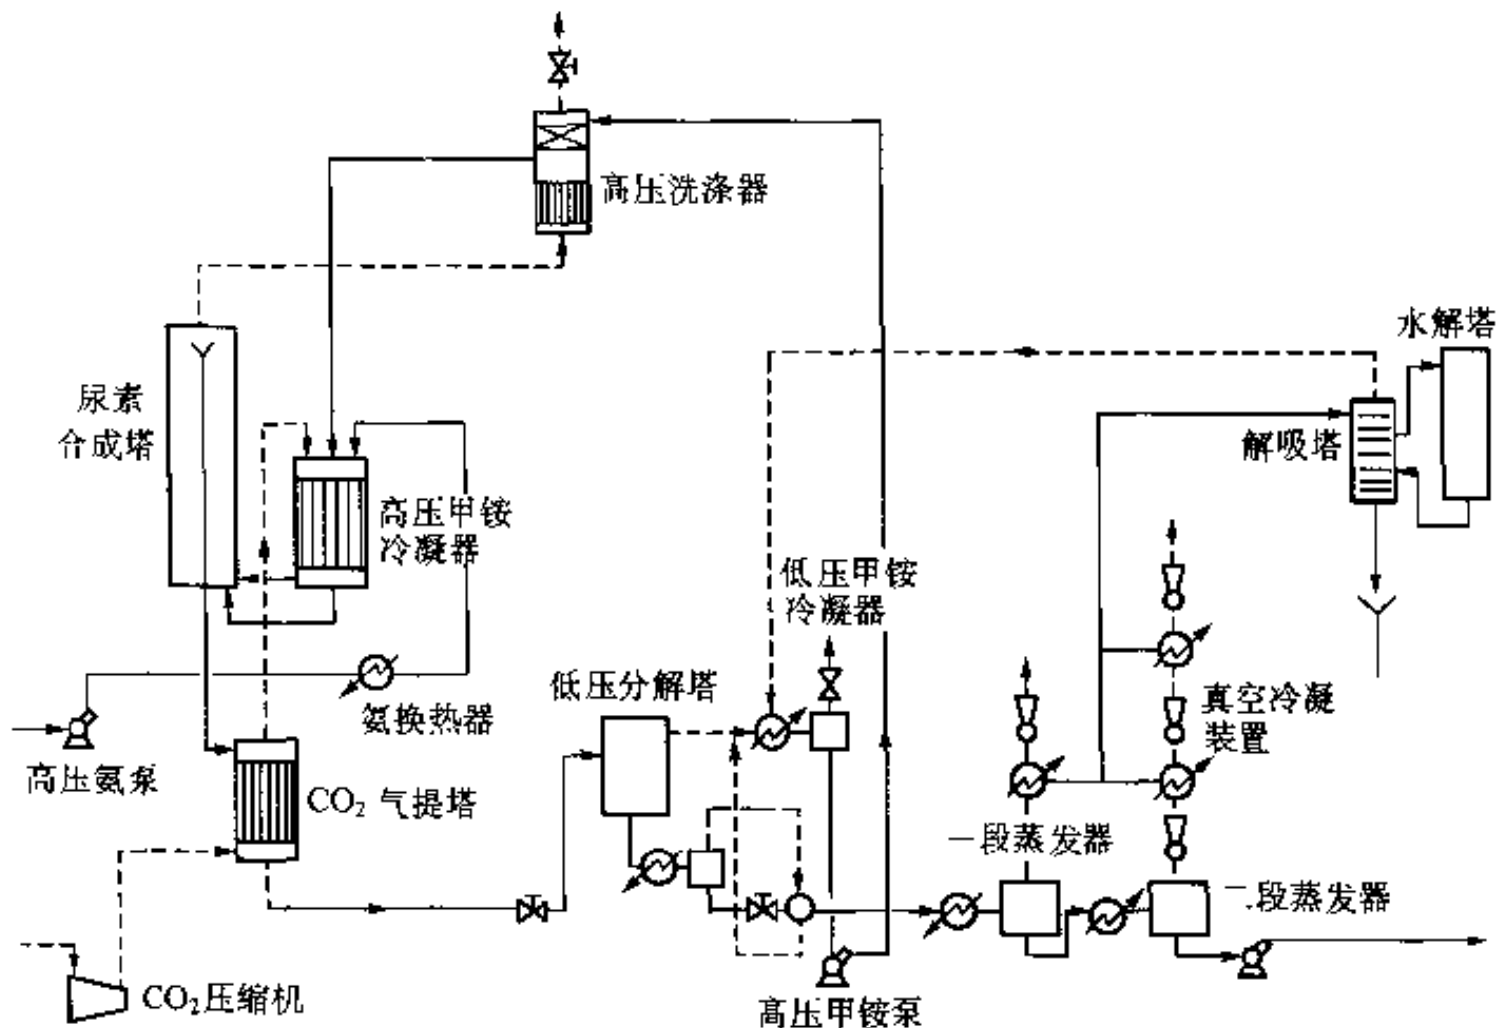 高压洗涤器
水解塔
尿素
合成塔
解吸塔
高压甲铵
冷凝器
低压甲铵
冷凝器
低压分解塔
真空冷凝
装置
氨换热器
高压氨泵
CO₂ 气提塔
一段蒸发器
二段蒸发器
CO₂压缩机
高压甲铵泵